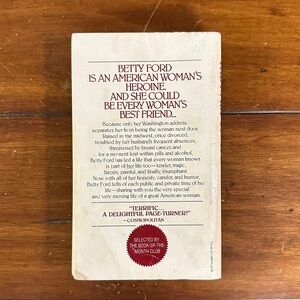 BETTY FORD
IS AN AMERICAN WOMAN'S
HEROINE.
AND SHE COULD
BE EVERY WOMAN'S
BEST FRIEND...
Because only her Washington address
separates her from being the woman next door.
Raised in the midwest, once divorced,
troubled by her husband's frequent absences,
threatened by breast cancer, and
for a moment lost within pills and alcohol,
Betty Ford has led a life that every woman knows
is part of her life too—tender, tragic,
happy, painful, and finally, triumphant.
Now with all of her honesty, candor, and humor,
Betty Ford tells of each public and private time of her
life—sharing with you the very special
and very moving life of a great American woman.
"TERRIFIC...
A DELIGHTFUL PAGE-TURNER!"
—COSMOPOLITAN
SELECTED BY
THE BOOK-OF-THE-
MONTH CLUB